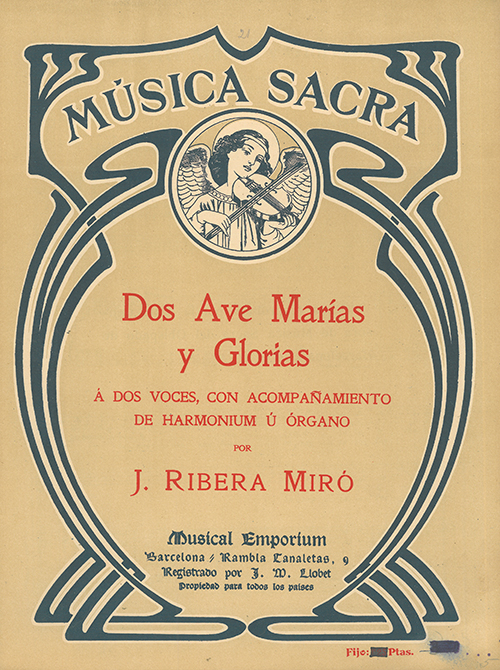 21
MÚSICA SACRA
Dos Ave Marías
y Glorias
Á DOS VOCES, CON ACOMPAÑAMIENTO
DE HARMONIUM Ú ÓRGANO
POR
J. RIBERA MIRÓ
Musical Emporium
Barcelona - Rambla Canaletas, 9
Registrado por J. M. Llobet
Propiedad para todos los países
Fijo: Ptas. ...